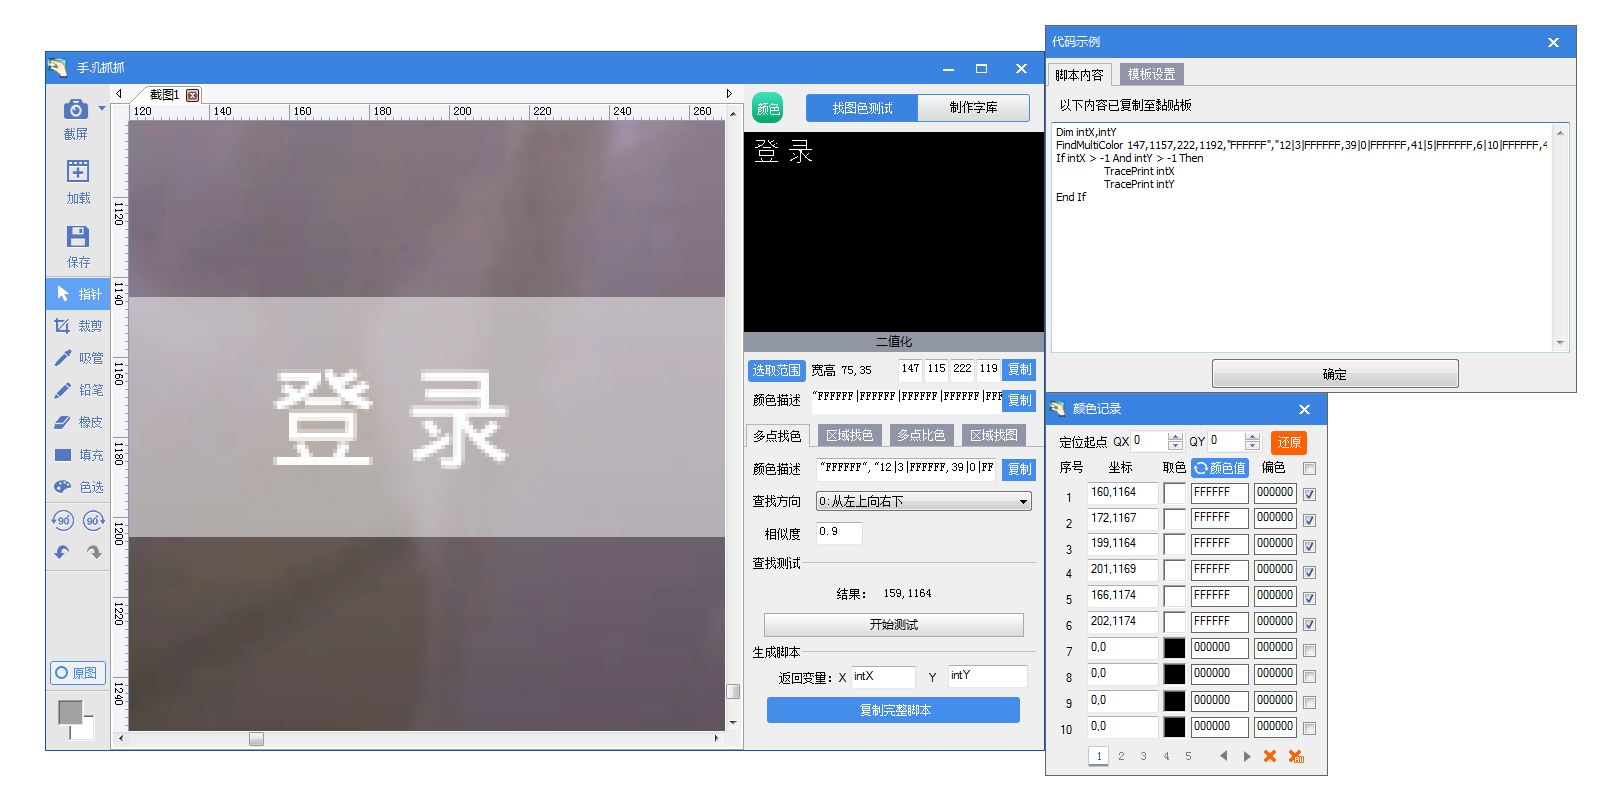 手机抓抓
截屏
加载
保存
指针
裁剪
吸管
铅笔
橡皮
填充
色选
90
90
原图
截图1
120
140
160
180
200
220
240
260
1120
1140
1160
1180
1200
1220
1240
登录
颜色
找图色测试
制作字库
登录
二值化
选取范围
宽高 75,35
147
115
222
119
复制
颜色描述
"FFFFFF|FFFFFF|FFFFFF|FFFFFF|FFF
复制
多点找色
区域找色
多点比色
区域找图
颜色描述
"FFFFFF","12|3|FFFFFF,39|0|FF
复制
查找方向
0:从左上向右下
相似度
0.9
查找测试
结果： 159,1164
开始测试
生成脚本
返回变量：X intX Y intY
复制完整脚本
代码示例
脚本内容
模板设置
以下内容已复制至黏贴板
Dim intX,intY
FindMultiColor 147,1157,222,1192,"FFFFFF","12|3|FFFFFF,39|0|FFFFFF,41|5|FFFFFF,6|10|FFFFFF,4
If intX > -1 And intY > -1 Then
TracePrint intX
TracePrint intY
End If
确定
颜色记录
定位起点 QX 0 QY 0 还原
序号 坐标 取色 颜色值 偏色
1 160,1164 FFFFFF 000000
2 172,1167 FFFFFF 000000
3 199,1164 FFFFFF 000000
4 201,1169 FFFFFF 000000
5 166,1174 FFFFFF 000000
6 202,1174 FFFFFF 000000
7 0,0 000000 000000
8 0,0 000000 000000
9 0,0 000000 000000
10 0,0 000000 000000
1 2 3 4 5